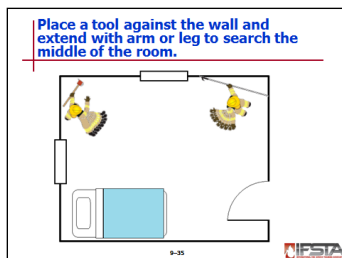 Place a tool against the wall and
extend with arm or leg to search the
middle of the room.
9–35
IFSTA